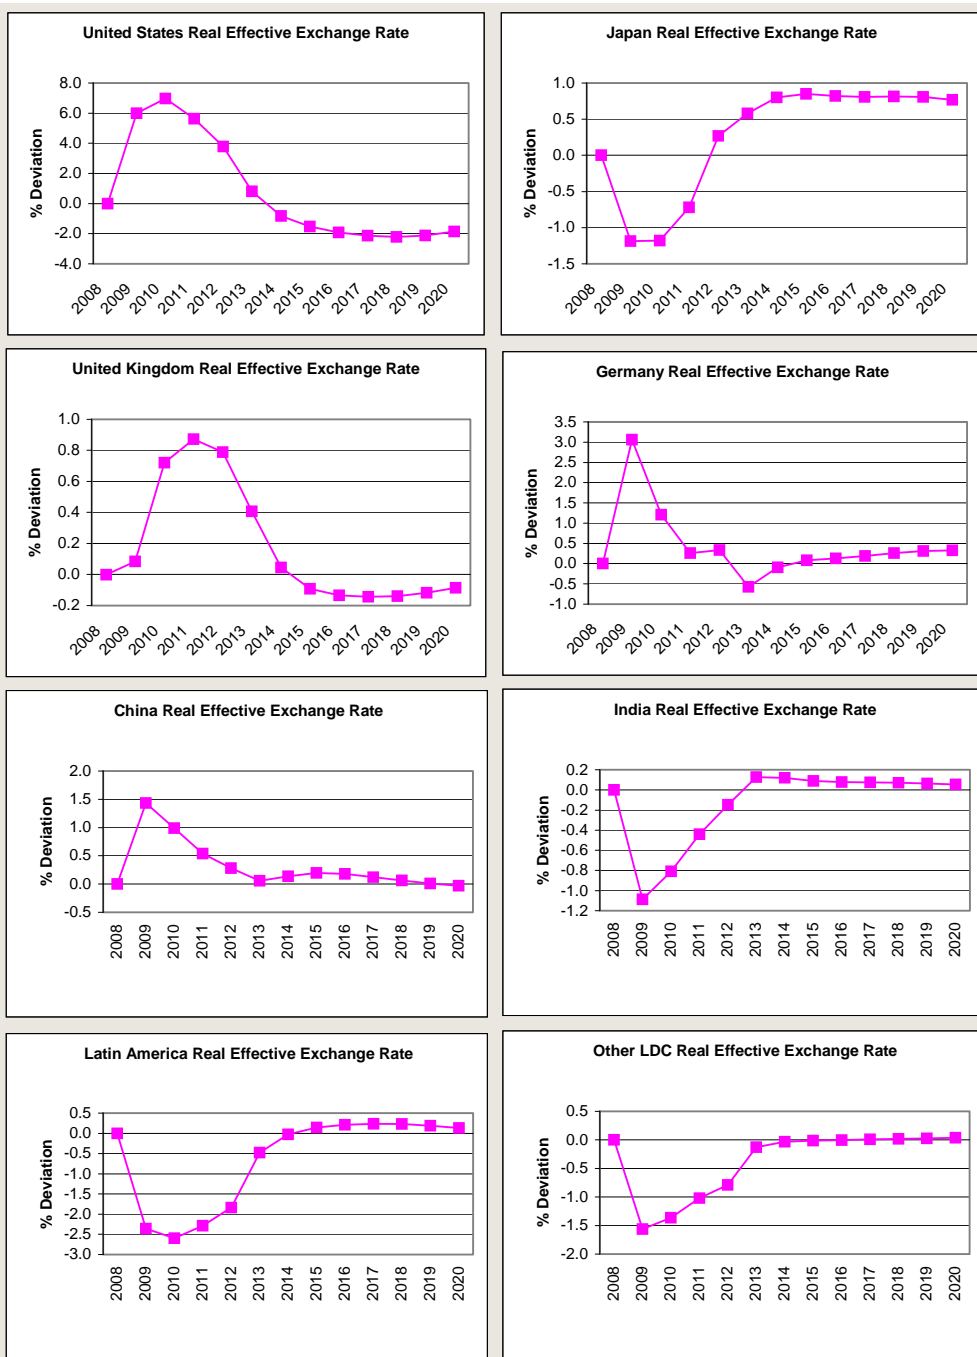 United States Real Effective Exchange Rate
% Deviation
8.0
6.0
4.0
2.0
0.0
-2.0
-4.0
2008 2009 2010 2011 2012 2013 2014 2015 2016 2017 2018 2019 2020
Japan Real Effective Exchange Rate
% Deviation
1.0
0.5
0.0
-0.5
-1.0
-1.5
2008 2009 2010 2011 2012 2013 2014 2015 2016 2017 2018 2019 2020
United Kingdom Real Effective Exchange Rate
% Deviation
1.0
0.8
0.6
0.4
0.2
0.0
-0.2
2008 2009 2010 2011 2012 2013 2014 2015 2016 2017 2018 2019 2020
Germany Real Effective Exchange Rate
% Deviation
3.5
3.0
2.5
2.0
1.5
1.0
0.5
0.0
-0.5
-1.0
2008 2009 2010 2011 2012 2013 2014 2015 2016 2017 2018 2019 2020
China Real Effective Exchange Rate
% Deviation
2.0
1.5
1.0
0.5
0.0
-0.5
2008 2009 2010 2011 2012 2013 2014 2015 2016 2017 2018 2019 2020
India Real Effective Exchange Rate
% Deviation
0.2
0.0
-0.2
-0.4
-0.6
-0.8
-1.0
-1.2
2008 2009 2010 2011 2012 2013 2014 2015 2016 2017 2018 2019 2020
Latin America Real Effective Exchange Rate
% Deviation
0.5
0.0
-0.5
-1.0
-1.5
-2.0
-2.5
-3.0
2008 2009 2010 2011 2012 2013 2014 2015 2016 2017 2018 2019 2020
Other LDC Real Effective Exchange Rate
% Deviation
0.5
0.0
-0.5
-1.0
-1.5
-2.0
2008 2009 2010 2011 2012 2013 2014 2015 2016 2017 2018 2019 2020